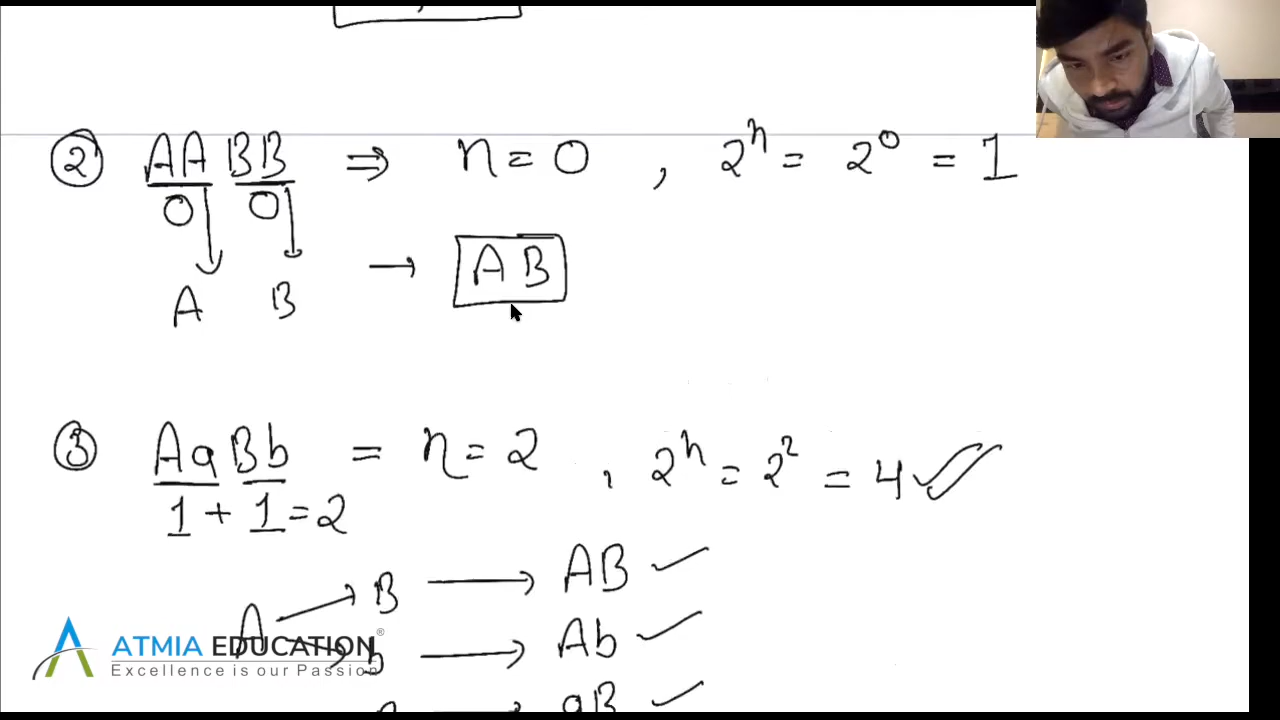 ② AA BB ⇒ n = 0 , 2ⁿ = 2⁰ = 1
0 0
A B → AB
③ AaBb = n = 2 , 2ⁿ = 2² = 4
1 + 1 = 2
A → B → AB ✓
b → Ab ✓
→ aB ✓
ATMIA EDUCATION®
Excellence is our Passion